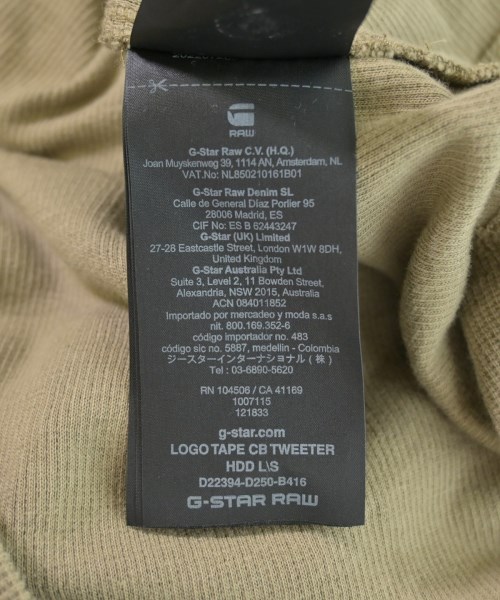 RAW
G-Star Raw C.V. (H.Q.)
Joan Muyskenweg 39, 1114 AN, Amsterdam, NL
VAT.No: NL850210161B01
G-Star Raw Denim SL
Calle de General Díaz Porlier 95
28006 Madrid, ES
CIF No: ES B 62443247
G-Star (UK) Limited
27-28 Eastcastle Street, London W1W 8DH,
United Kingdom
G-Star Australia Pty Ltd
Suite 3, Level 2, 11 Bowden Street,
Alexandria, NSW 2015, Australia
ACN 084011852
Importado por mercadeo y moda s.a.s
nit. 800.169.352-6
código importador no. 483
código sic no. 5887, medellin - Colombia
ジースターインターナショナル (株)
Tel : 03-6890-5620
RN 104506 / CA 41169
1007115
121833
g-star.com
LOGO TAPE CB TWEETER
HDD L\S
D22394-D250-B416
G-STAR RAW